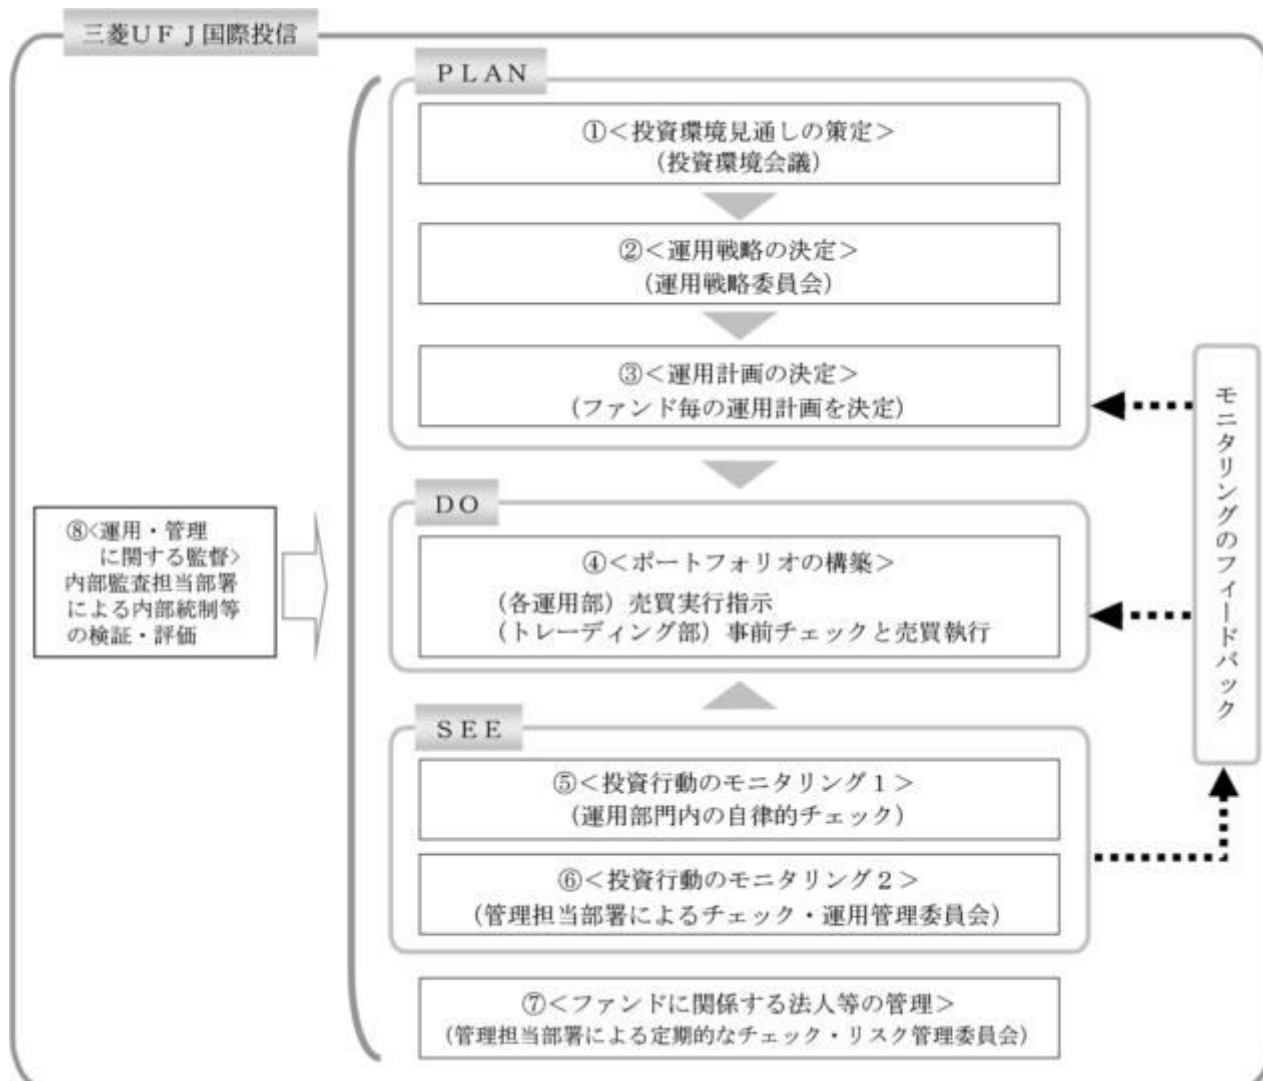 三菱UFJ国際投信
PLAN
①<投資環境見通しの策定>
(投資環境会議)
②<運用戦略の決定>
(運用戦略委員会)
③<運用計画の決定>
(ファンド毎の運用計画を決定)
DO
④<ポートフォリオの構築>
(各運用部)売買実行指示
(トレーディング部)事前チェックと売買執行
SEE
⑤<投資行動のモニタリング1>
(運用部門内の自律的チェック)
⑥<投資行動のモニタリング2>
(管理担当部署によるチェック・運用管理委員会)
⑦<ファンドに関係する法人等の管理>
(管理担当部署による定期的なチェック・リスク管理委員会)
⑧<運用・管理
に関する監督>
内部監査担当部署
による内部統制等
の検証・評価
モニタリングのフィードバック